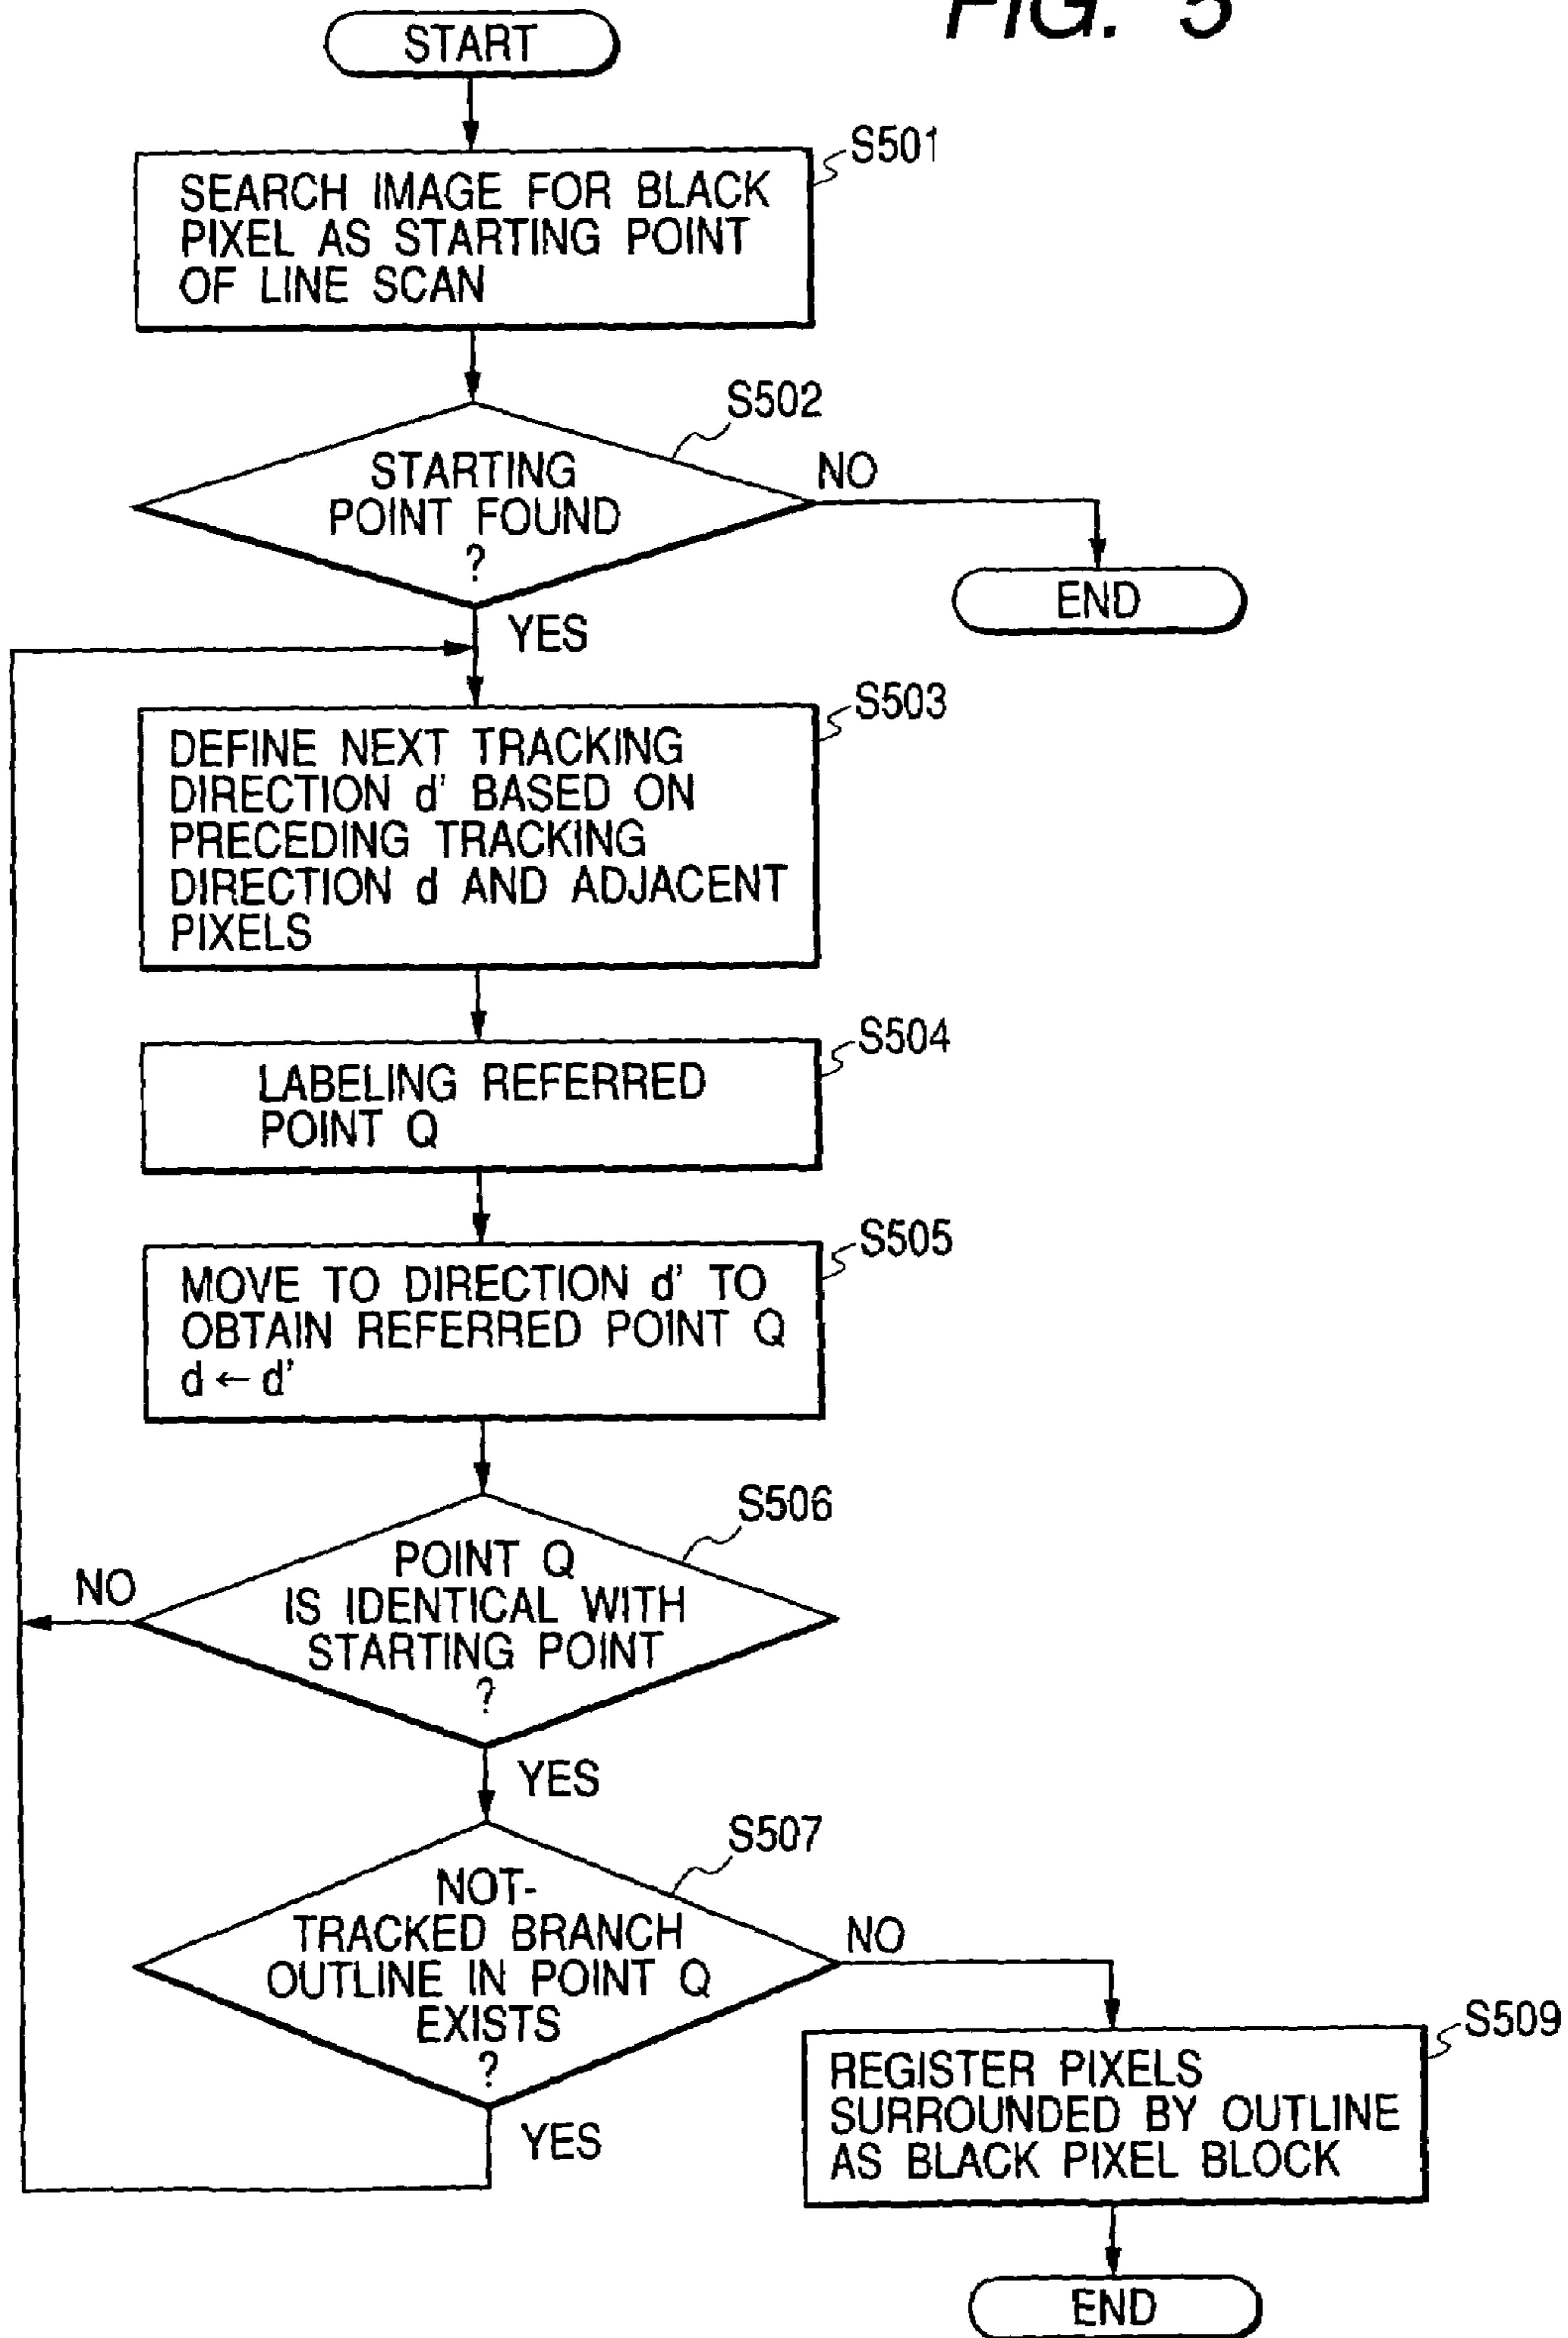 FIG. 5
START
S501
SEARCH IMAGE FOR BLACK
PIXEL AS STARTING POINT
OF LINE SCAN
S502
STARTING
POINT FOUND
?
NO
END
YES
S503
DEFINE NEXT TRACKING
DIRECTION d' BASED ON
PRECEDING TRACKING
DIRECTION d AND ADJACENT
PIXELS
S504
LABELING REFERRED
POINT Q
S505
MOVE TO DIRECTION d' TO
OBTAIN REFERRED POINT Q
d ← d'
S506
POINT Q
IS IDENTICAL WITH
STARTING POINT
?
NO
YES
S507
NOT-
TRACKED BRANCH
OUTLINE IN POINT Q
EXISTS
?
NO
YES
S509
REGISTER PIXELS
SURROUNDED BY OUTLINE
AS BLACK PIXEL BLOCK
END